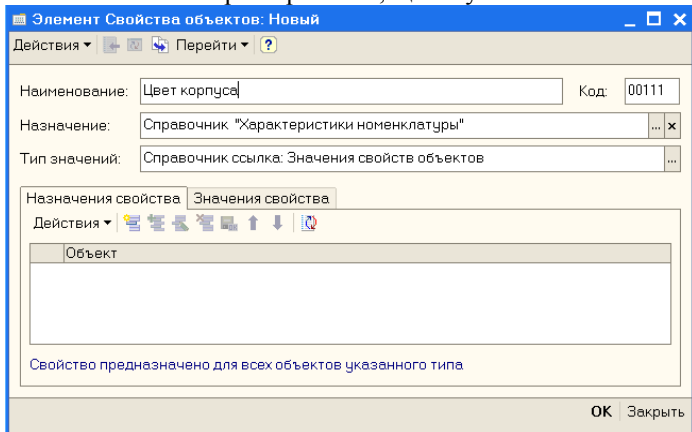 Элемент Свойства объектов: Новый
Действия Перейти ?
Наименование: Цвет корпуса Код: 00111
Назначение: Справочник "Характеристики номенклатуры" ... x
Тип значений: Справочник ссылка: Значения свойств объектов ...
Назначения свойства Значения свойства
Действия
Объект
Свойство предназначено для всех объектов указанного типа
OK Закрыть